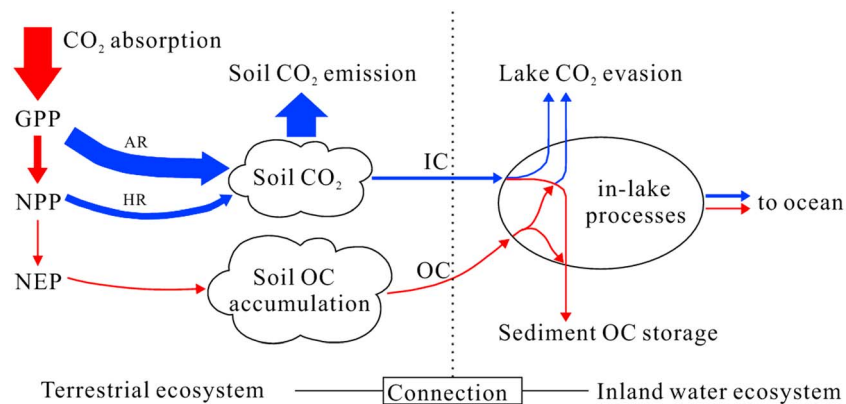 CO₂ absorption
Soil CO₂ emission
Lake CO₂ evasion
GPP
AR
Soil CO₂
IC
in-lake
processes
to ocean
NPP
HR
NEP
Soil OC
accumulation
OC
Sediment OC storage
Terrestrial ecosystem
Connection
Inland water ecosystem